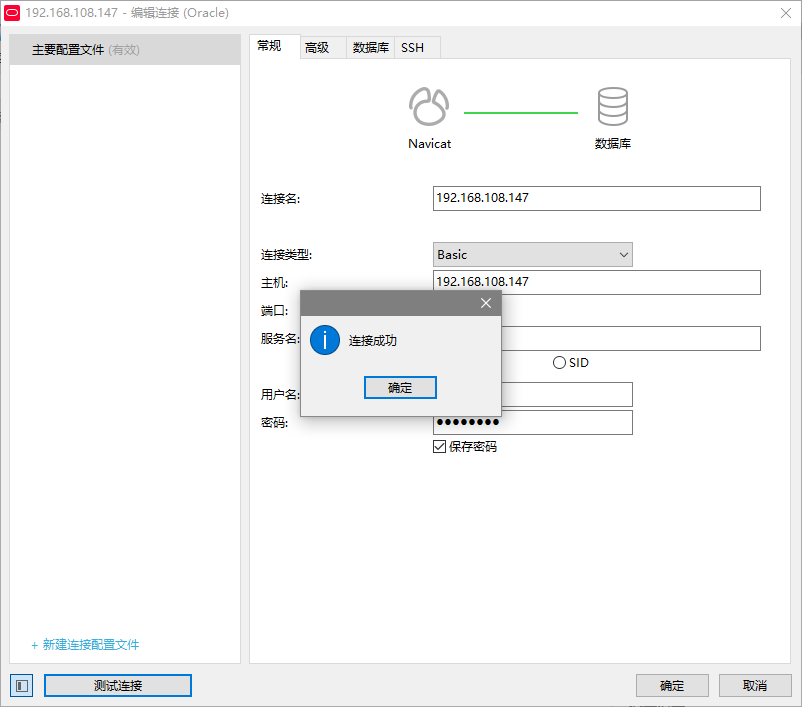 192.168.108.147 - 编辑连接 (Oracle)
主要配置文件 (有效)
常规 高级 数据库 SSH
Navicat 数据库
连接名: 192.168.108.147
连接类型: Basic
主机: 192.168.108.147
端口:
服务名:
SID
用户名:
密码: ●●●●●●●●
保存密码
连接成功
确定
+ 新建连接配置文件
测试连接 确定 取消